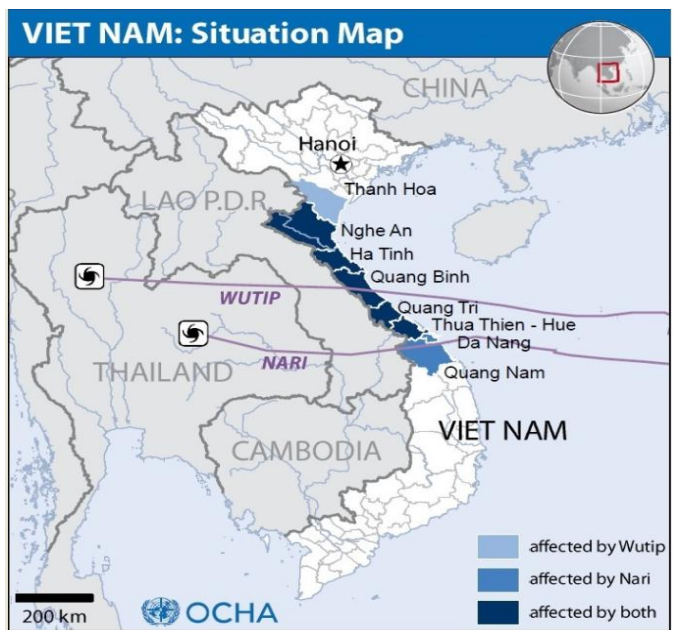 VIET NAM: Situation Map
CHINA
Hanoi
Thanh Hoa
LAO P.D.R.
Nghe An
Ha Tinh
Quang Binh
WUTIP
Quang Tri
Thua Thien - Hue
Da Nang
NARI
THAILAND
Quang Nam
VIET NAM
CAMBODIA
affected by Wutip
affected by Nari
affected by both
200 km
OCHA